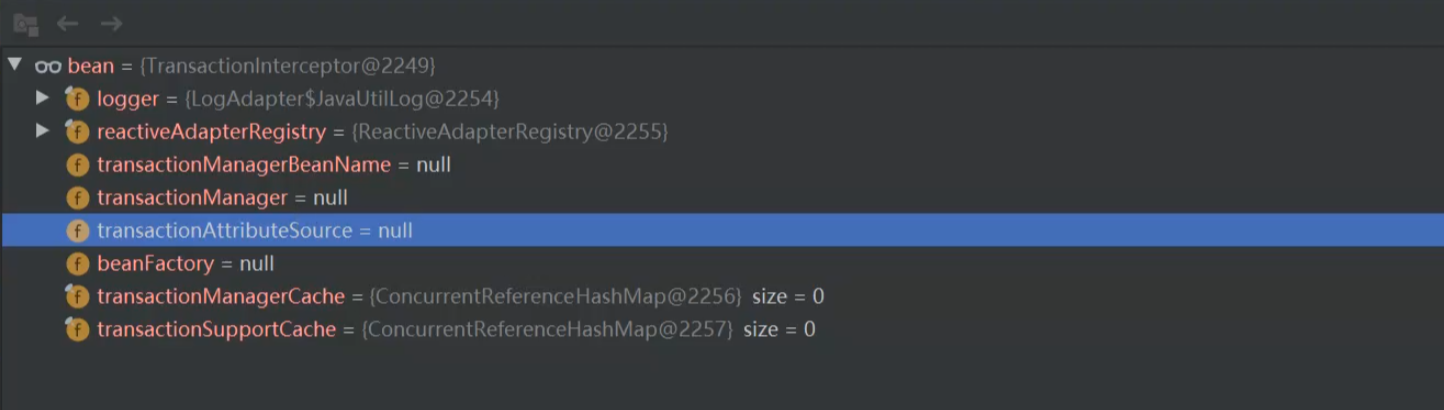 bean = {TransactionInterceptor@2249}
f logger = {LogAdapter$JavaUtilLog@2254}
f reactiveAdapterRegistry = {ReactiveAdapterRegistry@2255}
f transactionManagerBeanName = null
f transactionManager = null
f transactionAttributeSource = null
f beanFactory = null
f transactionManagerCache = {ConcurrentReferenceHashMap@2256} size = 0
f transactionSupportCache = {ConcurrentReferenceHashMap@2257} size = 0